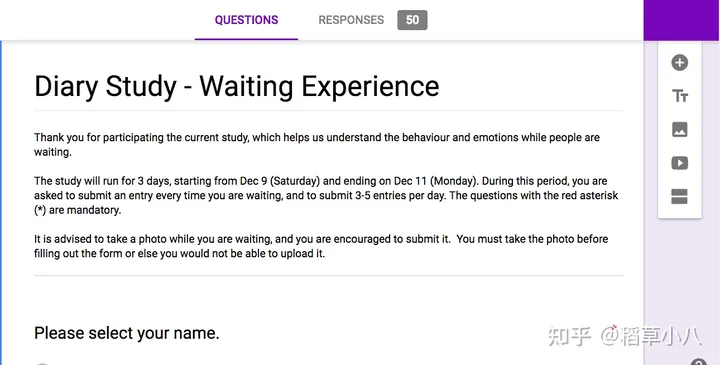 QUESTIONS RESPONSES 50
Diary Study - Waiting Experience
Thank you for participating the current study, which helps us understand the behaviour and emotions while people are
waiting.
The study will run for 3 days, starting from Dec 9 (Saturday) and ending on Dec 11 (Monday). During this period, you are
asked to submit an entry every time you are waiting, and to submit 3-5 entries per day. The questions with the red asterisk
(*) are mandatory.
It is advised to take a photo while you are waiting, and you are encouraged to submit it.  You must take the photo before
filling out the form or else you would not be able to upload it.
Please select your name.
*
知乎 @稻草小八